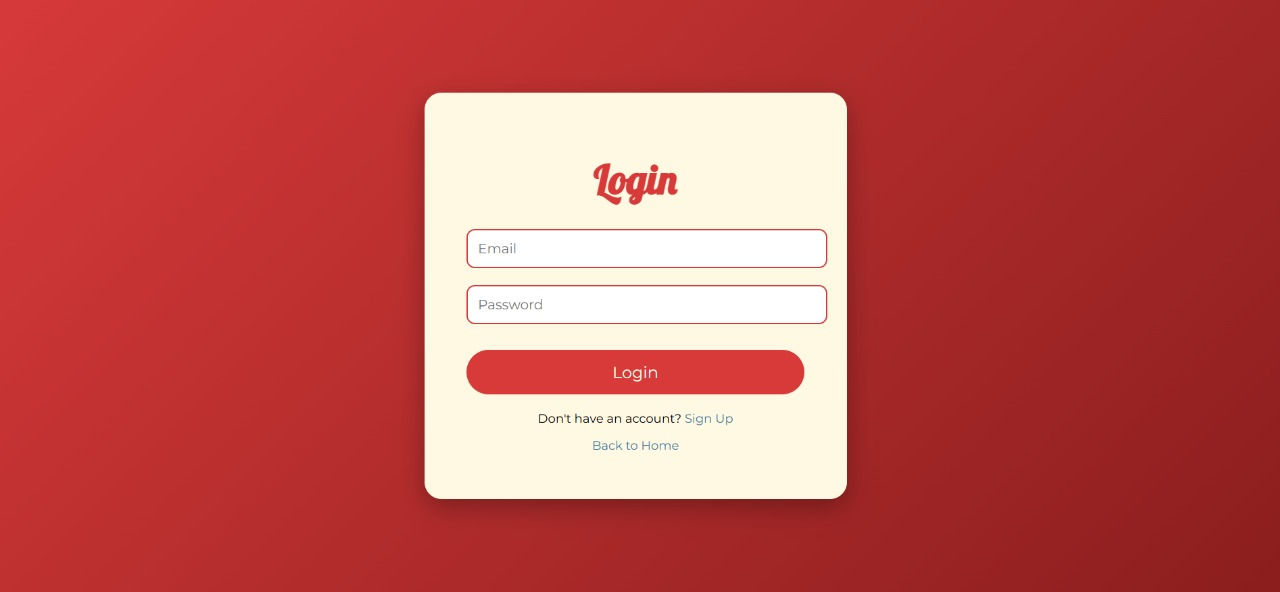 Login
Email
Password
Login
Don't have an account? Sign Up
Back to Home